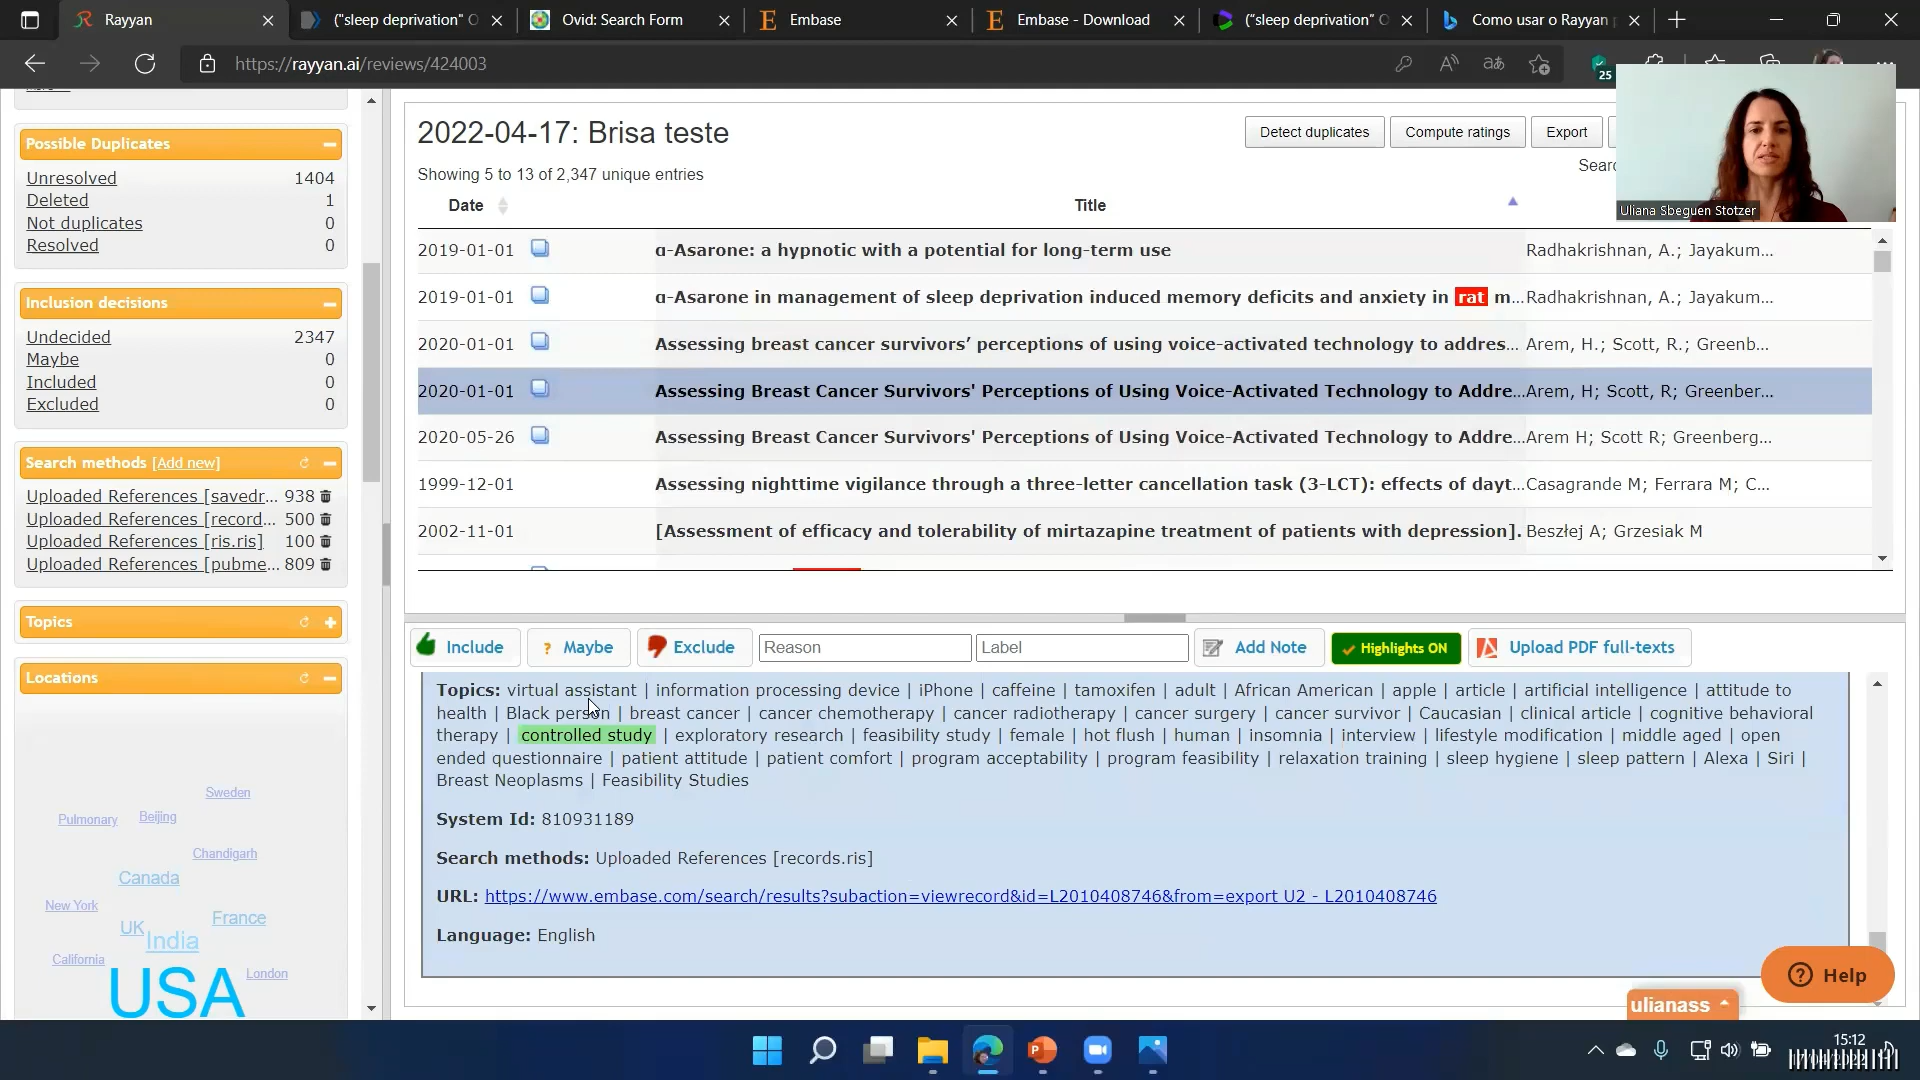 Rayyan
("sleep deprivation" O
Ovid: Search Form
Embase
Embase - Download
("sleep deprivation" O
Como usar o Rayyan
https://rayyan.ai/reviews/424003
25
Possible Duplicates
Unresolved 1404
Deleted 1
Not duplicates 0
Resolved 0
Inclusion decisions
Undecided 2347
Maybe 0
Included 0
Excluded 0
Search methods [Add new]
Uploaded References [savedr... 938
Uploaded References [record... 500
Uploaded References [ris.ris] 100
Uploaded References [pubme... 809
Topics
Locations
Sweden
Pulmonary
Beijing
Chandigarh
Canada
New York
UK
France
India
California
USA
London
2022-04-17: Brisa teste
Detect duplicates
Compute ratings
Export
Showing 5 to 13 of 2,347 unique entries
Searc
Uliana Sbeguen Stotzer
Date Title
2019-01-01 α-Asarone: a hypnotic with a potential for long-term use Radhakrishnan, A.; Jayakum...
2019-01-01 α-Asarone in management of sleep deprivation induced memory deficits and anxiety in rat m... Radhakrishnan, A.; Jayakum...
2020-01-01 Assessing breast cancer survivors’ perceptions of using voice-activated technology to addres... Arem, H.; Scott, R.; Greenb...
2020-01-01 Assessing Breast Cancer Survivors' Perceptions of Using Voice-Activated Technology to Addre... Arem, H; Scott, R; Greenber...
2020-05-26 Assessing Breast Cancer Survivors' Perceptions of Using Voice-Activated Technology to Addre... Arem H; Scott R; Greenberg...
1999-12-01 Assessing nighttime vigilance through a three-letter cancellation task (3-LCT): effects of dayt... Casagrande M; Ferrara M; C...
2002-11-01 [Assessment of efficacy and tolerability of mirtazapine treatment of patients with depression]. Beszłej A; Grzesiak M
Include
? Maybe
Exclude
Reason
Label
Add Note
Highlights ON
Upload PDF full-texts
Topics: virtual assistant | information processing device | iPhone | caffeine | tamoxifen | adult | African American | apple | article | artificial intelligence | attitude to
health | Black person | breast cancer | cancer chemotherapy | cancer radiotherapy | cancer surgery | cancer survivor | Caucasian | clinical article | cognitive behavioral
therapy | controlled study | exploratory research | feasibility study | female | hot flush | human | insomnia | interview | lifestyle modification | middle aged | open
ended questionnaire | patient attitude | patient comfort | program acceptability | program feasibility | relaxation training | sleep hygiene | sleep pattern | Alexa | Siri |
Breast Neoplasms | Feasibility Studies
System Id: 810931189
Search methods: Uploaded References [records.ris]
URL: https://www.embase.com/search/results?subaction=viewrecord&id=L2010408746&from=export U2 - L2010408746
Language: English
? Help
ulianass
15:12